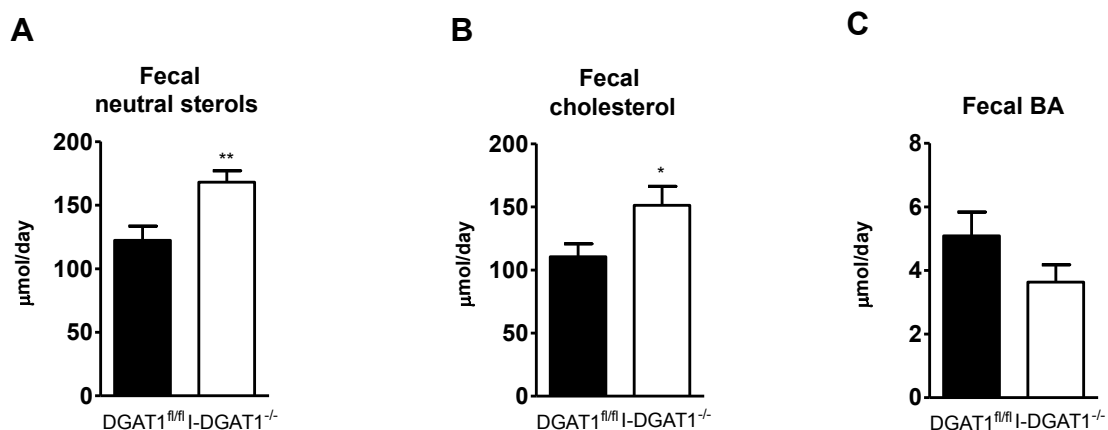 A
Fecal
neutral sterols
200
150
100
50
0
μmol/day
**
DGAT1fl/fl I-DGAT1-/-
B
Fecal
cholesterol
200
150
100
50
0
μmol/day
*
DGAT1fl/fl I-DGAT1-/-
C
Fecal BA
8
6
4
2
0
μmol/day
DGAT1fl/fl I-DGAT1-/-